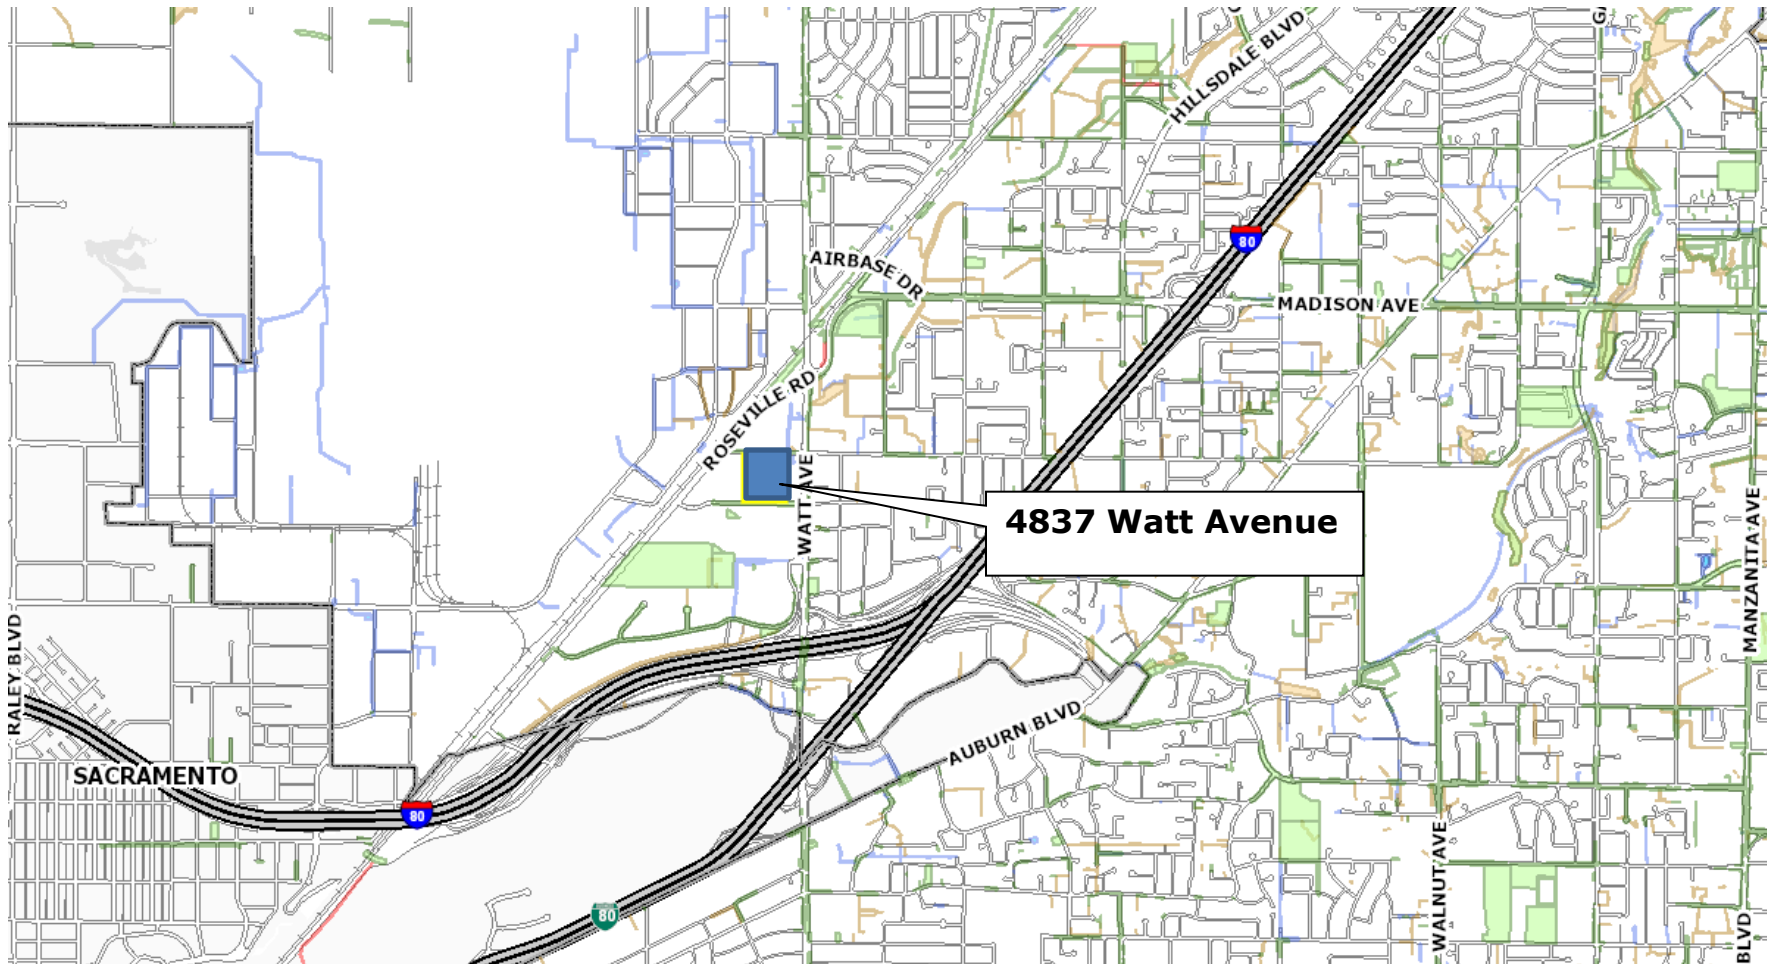 HILLSDALE BLVD
80
AIRBASE DR
MADISON AVE
ROSEVILLE RD
WATT AVE
4837 Watt Avenue
MANZANITA AVE
RALEY BLVD
AUBURN BLVD
SACRAMENTO
80
WALNUT AVE
80
BLVD